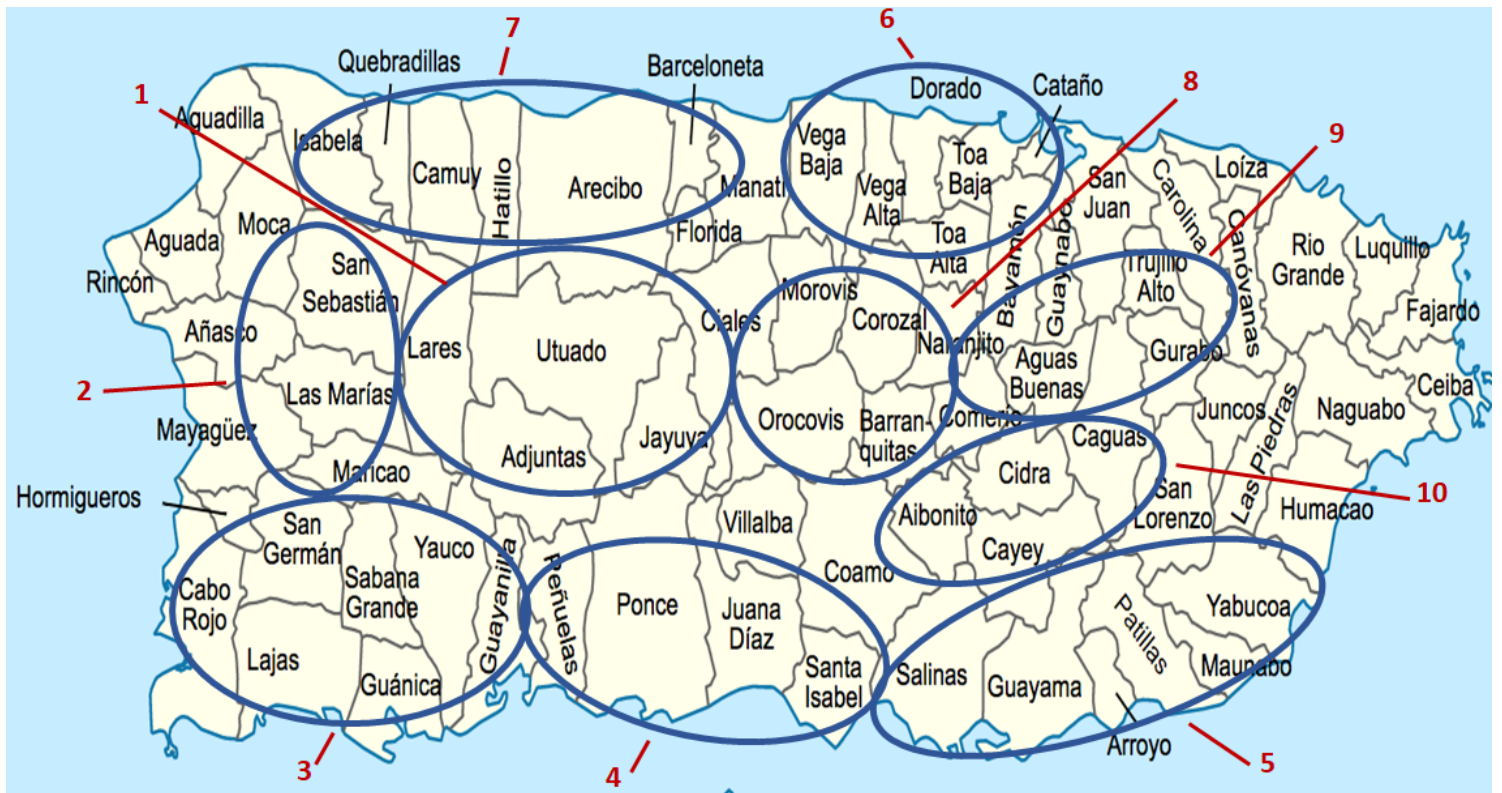 7
6
Quebradillas
Barceloneta
Dorado
Cataño
8
1
Aguadilla
Isabela
Camuy
Hatillo
Arecibo
Manatí
Vega
Baja
Vega
Alta
Toa
Baja
San
Juan
Carolina
Loíza
9
Moca
Aguada
Rincón
San
Sebastián
Florida
Toa
Alta
Bayamón
Guaynabo
Trujillo
Alto
Canóvanas
Rio
Grande
Luquillo
Fajardo
Añasco
Lares
Utuado
Ciales
Morovis
Corozal
Naranjito
Aguas
Buenas
Gurabo
Ceiba
2
Las Marías
Mayagüez
Maricao
Adjuntas
Jayuya
Orocovis
Barran-
quitas
Comerío
Caguas
Juncos
Las Piedras
Naguabo
Hormigueros
Cidra
Aibonito
Cayey
San
Lorenzo
Humacao
10
San
Germán
Yauco
Guayanilla
Peñuelas
Villalba
Coamo
Cabo
Rojo
Sabana
Grande
Ponce
Juana
Díaz
Patillas
Yabucoa
Lajas
Guánica
Santa
Isabel
Salinas
Guayama
Maunabo
Arroyo
3
4
5